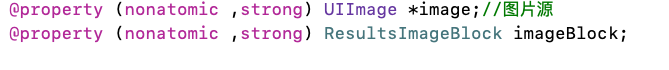 @property (nonatomic ,strong) UIImage *image;//图片源
@property (nonatomic ,strong) ResultsImageBlock imageBlock;